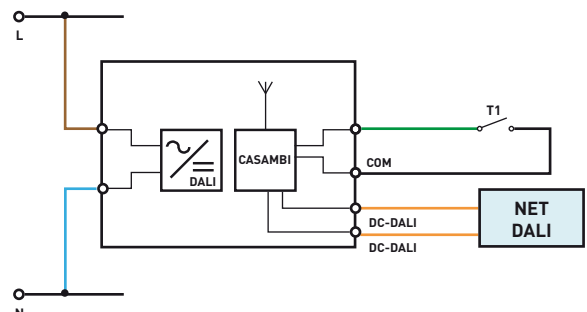 L
T1
CASAMBI
DALI
COM
DC-DALI
DC-DALI
NET
DALI
N